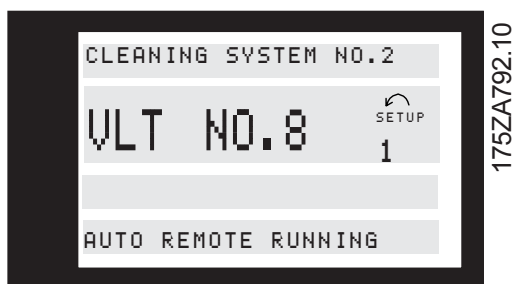 CLEANING SYSTEM NO.2
VLT NO.8
SETUP
1
AUTO REMOTE RUNNING
175ZA792.10